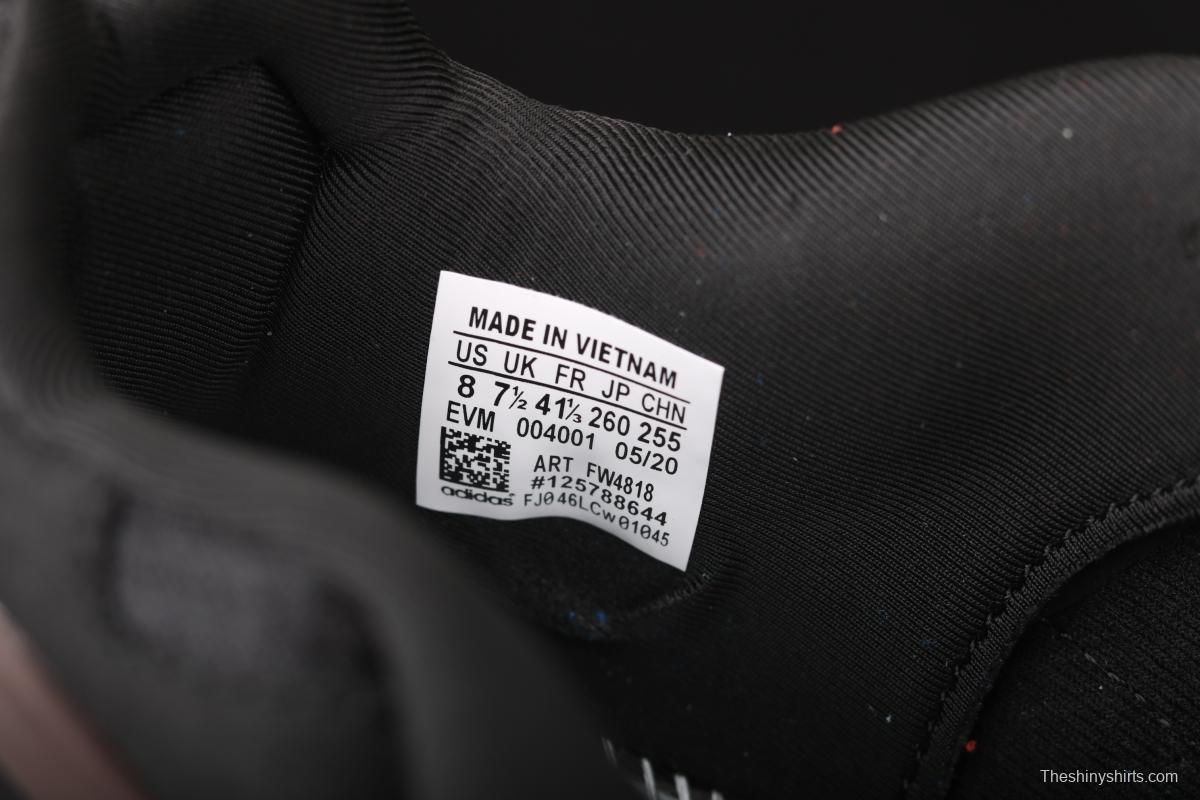 MADE IN VIETNAM
US UK FR JP CHN
8 7½ 41⅓ 260 255
EVM 004001 05/20
ART FW4818
#125788644
adidas FJ046LCw01045
Theshinyshirts.com